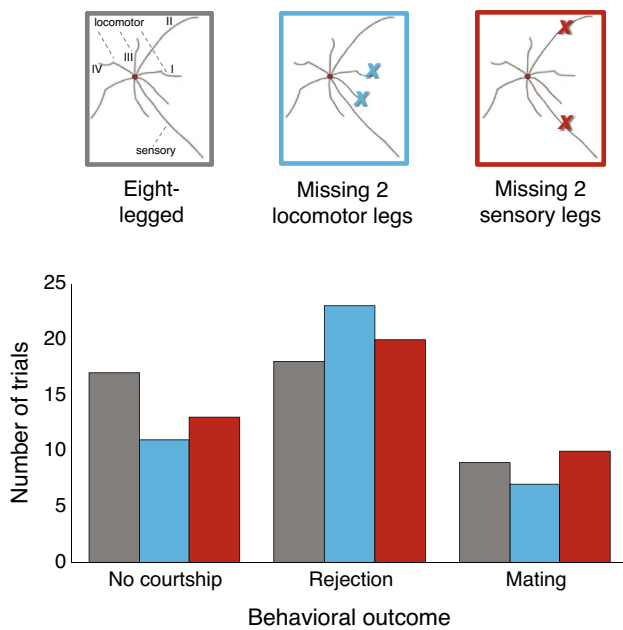 locomotor
II
III
IV
I
sensory
X
X
X
X
Eight-
legged
Missing 2
locomotor legs
Missing 2
sensory legs
Number of trials
25
20
15
10
5
0
No courtship
Rejection
Mating
Behavioral outcome